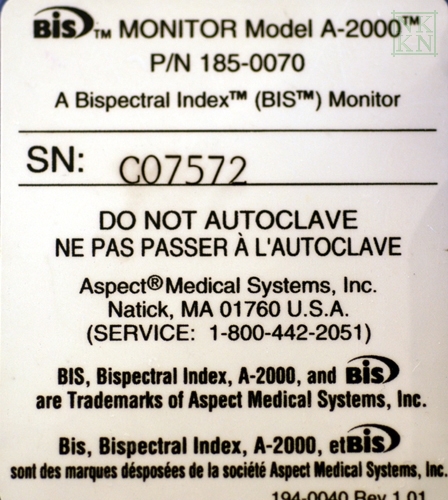 BIS™ MONITOR Model A-2000™
P/N 185-0070
A Bispectral Index™ (BIS™) Monitor
SN: C07572
DO NOT AUTOCLAVE
NE PAS PASSER À L'AUTOCLAVE
Aspect®Medical Systems, Inc.
Natick, MA 01760 U.S.A.
(SERVICE: 1-800-442-2051)
BIS, Bispectral Index, A-2000, and BIS
are Trademarks of Aspect Medical Systems, Inc.
Bis, Bispectral Index, A-2000, etBIS
sont des marques désposées de la société Aspect Medical Systems, Inc.
194-0040 Rev 1.01
NK
KN